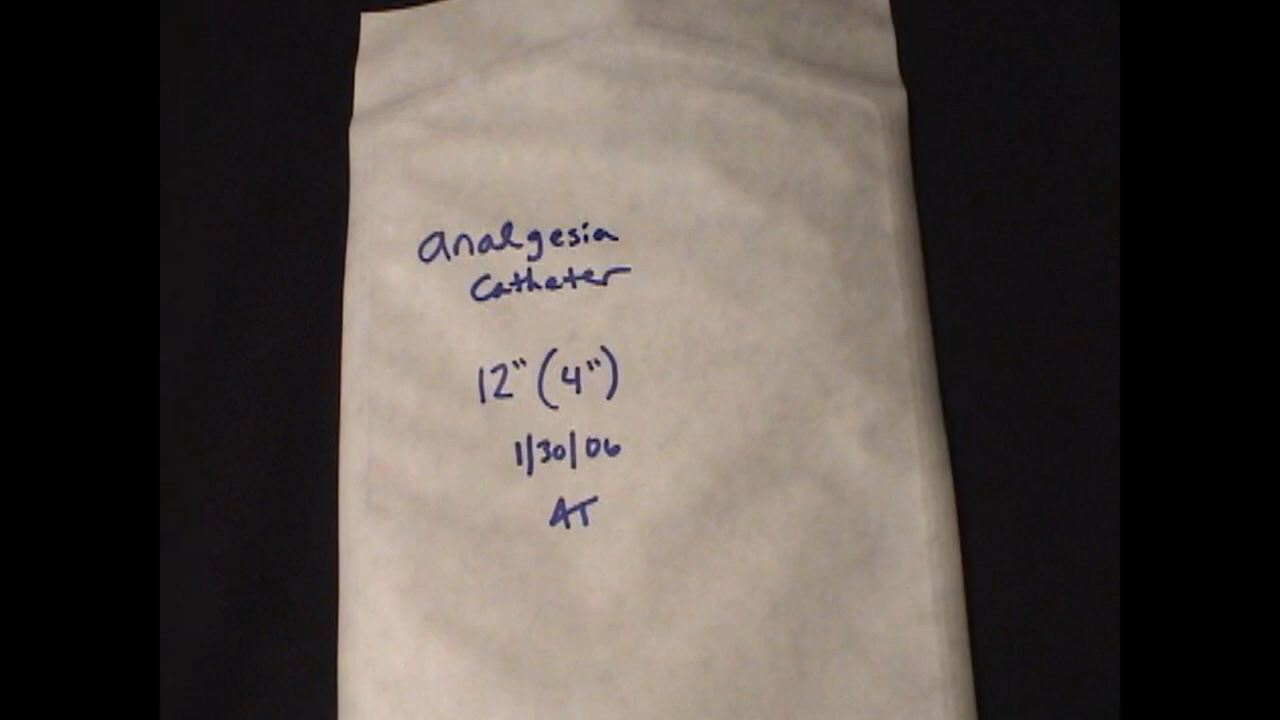 Analgesia
Catheter
12" (4")
1/30/06
AT